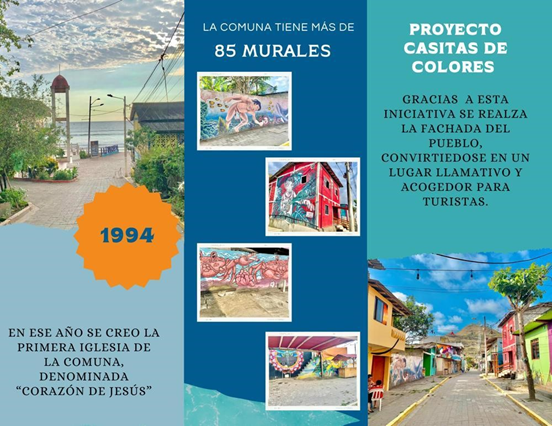 1994
EN ESE AÑO SE CREO LA
PRIMERA IGLESIA DE
LA COMUNA,
DENOMINADA
“CORAZÓN DE JESÚS”
LA COMUNA TIENE MÁS DE
85 MURALES
PROYECTO
CASITAS DE
COLORES
GRACIAS A ESTA
INICIATIVA SE REALZA
LA FACHADA DEL
PUEBLO,
CONVIRTIEDOSE EN UN
LUGAR LLAMATIVO Y
ACOGEDOR PARA
TURISTAS.